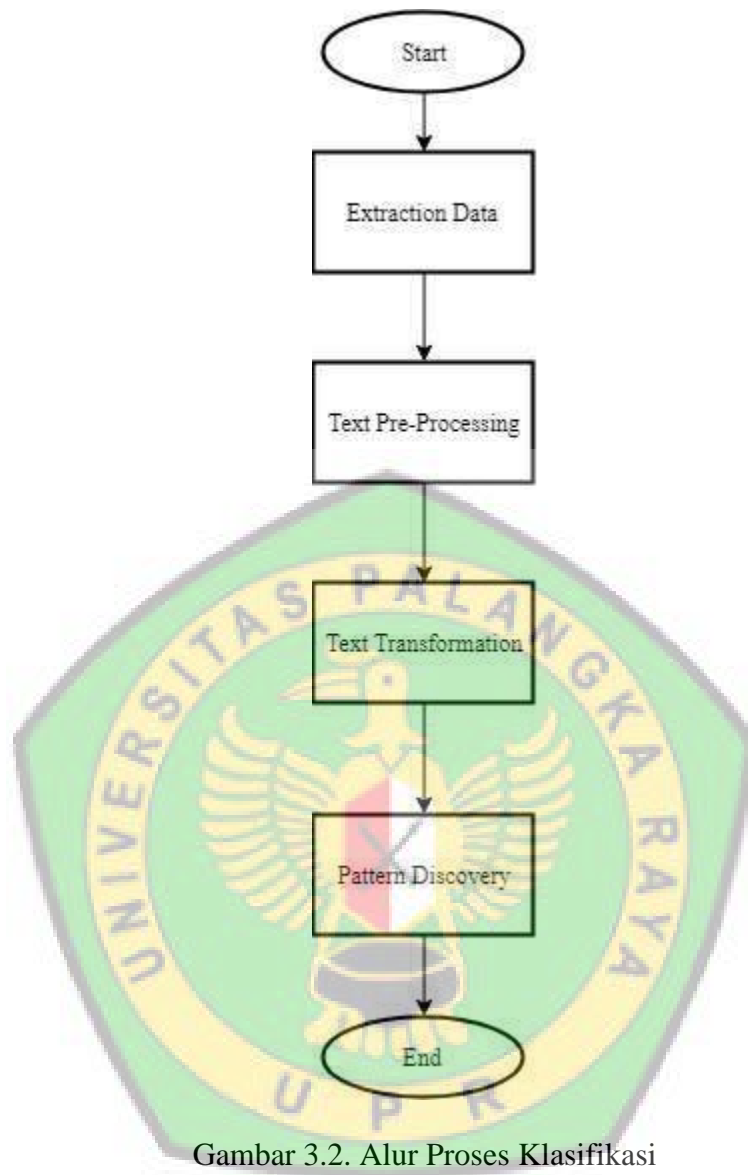 Start
Extraction Data
Text Pre-Processing
Text Transformation
Pattern Discovery
End
UNIVERSITAS PALANGKA RAYA
UPR
Gambar 3.2. Alur Proses Klasifikasi